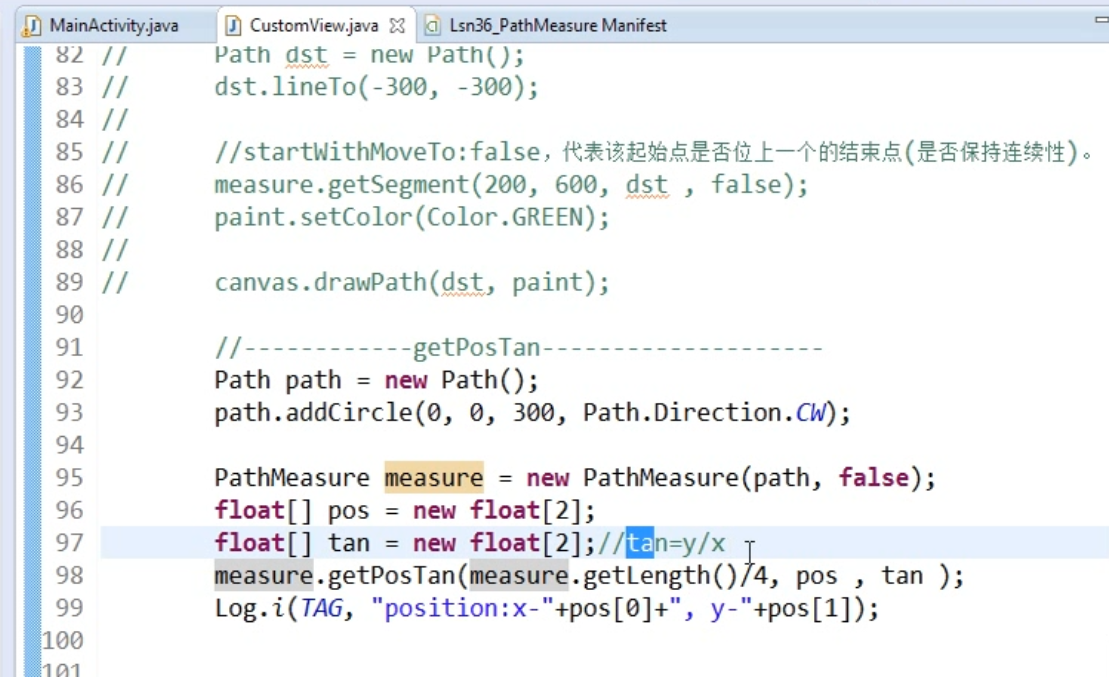 MainActivity.java CustomView.java Lsn36_PathMeasure Manifest
82 // Path dst = new Path();
83 // dst.lineTo(-300, -300);
84 //
85 // //startWithMoveTo:false，代表该起始点是否位上一个的结束点(是否保持连续性)。
86 // measure.getSegment(200, 600, dst , false);
87 // paint.setColor(Color.GREEN);
88 //
89 // canvas.drawPath(dst, paint);
90
91 //------------getPosTan--------------------
92 Path path = new Path();
93 path.addCircle(0, 0, 300, Path.Direction.CW);
94
95 PathMeasure measure = new PathMeasure(path, false);
96 float[] pos = new float[2];
97 float[] tan = new float[2];//tan=y/x
98 measure.getPosTan(measure.getLength()/4, pos , tan );
99 Log.i(TAG, "position:x-"+pos[0]+", y-"+pos[1]);
100
101